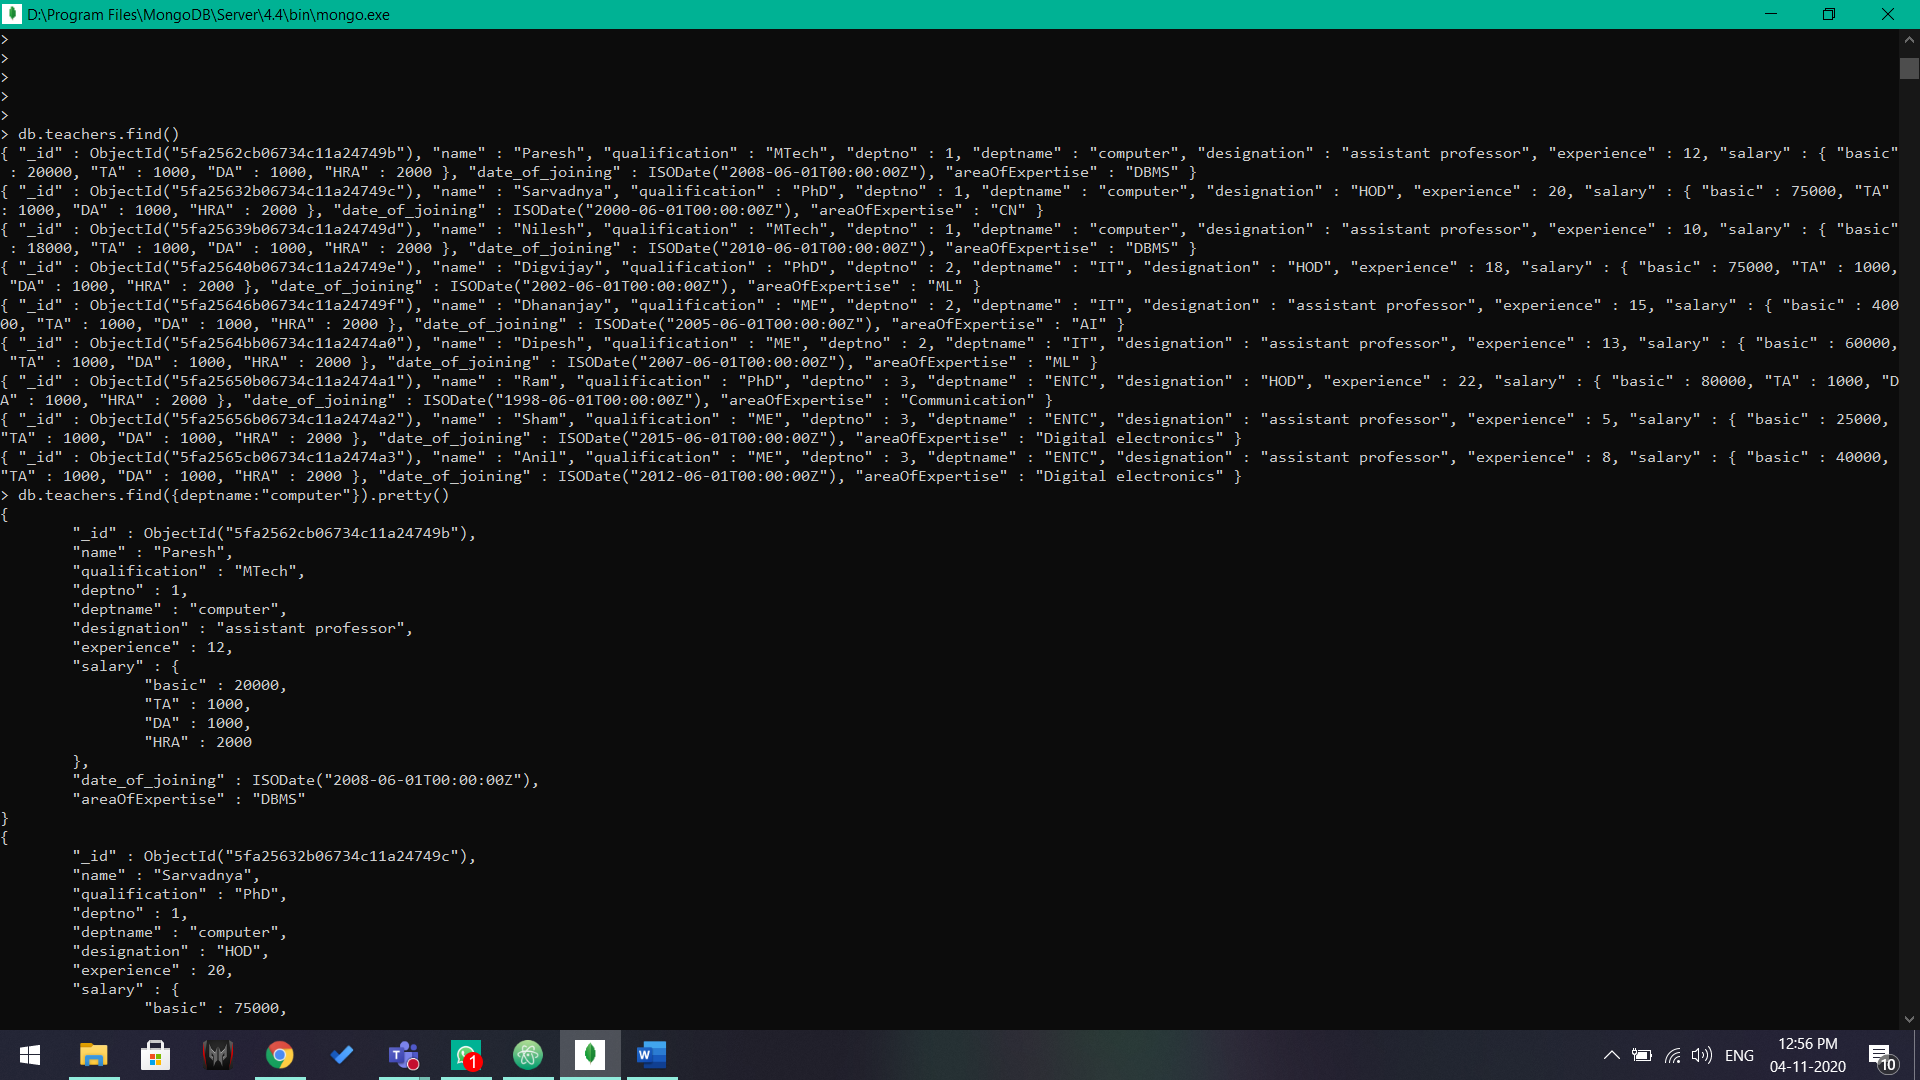 D:\Program Files\MongoDB\Server\4.4\bin\mongo.exe
>
>
>
>
>
> db.teachers.find()
{ "_id" : ObjectId("5fa2562cb06734c11a24749b"), "name" : "Paresh", "qualification" : "MTech", "deptno" : 1, "deptname" : "computer", "designation" : "assistant professor", "experience" : 12, "salary" : { "basic"
 : 20000, "TA" : 1000, "DA" : 1000, "HRA" : 2000 }, "date_of_joining" : ISODate("2008-06-01T00:00:00Z"), "areaOfExpertise" : "DBMS" }
{ "_id" : ObjectId("5fa25632b06734c11a24749c"), "name" : "Sarvadnya", "qualification" : "PhD", "deptno" : 1, "deptname" : "computer", "designation" : "HOD", "experience" : 20, "salary" : { "basic" : 75000, "TA"
: 1000, "DA" : 1000, "HRA" : 2000 }, "date_of_joining" : ISODate("2000-06-01T00:00:00Z"), "areaOfExpertise" : "CN" }
{ "_id" : ObjectId("5fa25639b06734c11a24749d"), "name" : "Nilesh", "qualification" : "MTech", "deptno" : 1, "deptname" : "computer", "designation" : "assistant professor", "experience" : 10, "salary" : { "basic"
 : 18000, "TA" : 1000, "DA" : 1000, "HRA" : 2000 }, "date_of_joining" : ISODate("2010-06-01T00:00:00Z"), "areaOfExpertise" : "DBMS" }
{ "_id" : ObjectId("5fa25640b06734c11a24749e"), "name" : "Digvijay", "qualification" : "PhD", "deptno" : 2, "deptname" : "IT", "designation" : "HOD", "experience" : 18, "salary" : { "basic" : 75000, "TA" : 1000,
 "DA" : 1000, "HRA" : 2000 }, "date_of_joining" : ISODate("2002-06-01T00:00:00Z"), "areaOfExpertise" : "ML" }
{ "_id" : ObjectId("5fa25646b06734c11a24749f"), "name" : "Dhananjay", "qualification" : "ME", "deptno" : 2, "deptname" : "IT", "designation" : "assistant professor", "experience" : 15, "salary" : { "basic" : 400
00, "TA" : 1000, "DA" : 1000, "HRA" : 2000 }, "date_of_joining" : ISODate("2005-06-01T00:00:00Z"), "areaOfExpertise" : "AI" }
{ "_id" : ObjectId("5fa2564bb06734c11a2474a0"), "name" : "Dipesh", "qualification" : "ME", "deptno" : 2, "deptname" : "IT", "designation" : "assistant professor", "experience" : 13, "salary" : { "basic" : 60000,
 "TA" : 1000, "DA" : 1000, "HRA" : 2000 }, "date_of_joining" : ISODate("2007-06-01T00:00:00Z"), "areaOfExpertise" : "ML" }
{ "_id" : ObjectId("5fa25650b06734c11a2474a1"), "name" : "Ram", "qualification" : "PhD", "deptno" : 3, "deptname" : "ENTC", "designation" : "HOD", "experience" : 22, "salary" : { "basic" : 80000, "TA" : 1000, "D
A" : 1000, "HRA" : 2000 }, "date_of_joining" : ISODate("1998-06-01T00:00:00Z"), "areaOfExpertise" : "Communication" }
{ "_id" : ObjectId("5fa25656b06734c11a2474a2"), "name" : "Sham", "qualification" : "ME", "deptno" : 3, "deptname" : "ENTC", "designation" : "assistant professor", "experience" : 5, "salary" : { "basic" : 25000,
"TA" : 1000, "DA" : 1000, "HRA" : 2000 }, "date_of_joining" : ISODate("2015-06-01T00:00:00Z"), "areaOfExpertise" : "Digital electronics" }
{ "_id" : ObjectId("5fa2565cb06734c11a2474a3"), "name" : "Anil", "qualification" : "ME", "deptno" : 3, "deptname" : "ENTC", "designation" : "assistant professor", "experience" : 8, "salary" : { "basic" : 40000,
"TA" : 1000, "DA" : 1000, "HRA" : 2000 }, "date_of_joining" : ISODate("2012-06-01T00:00:00Z"), "areaOfExpertise" : "Digital electronics" }
> db.teachers.find({deptname:"computer"}).pretty()
{
        "_id" : ObjectId("5fa2562cb06734c11a24749b"),
        "name" : "Paresh",
        "qualification" : "MTech",
        "deptno" : 1,
        "deptname" : "computer",
        "designation" : "assistant professor",
        "experience" : 12,
        "salary" : {
                "basic" : 20000,
                "TA" : 1000,
                "DA" : 1000,
                "HRA" : 2000
        },
        "date_of_joining" : ISODate("2008-06-01T00:00:00Z"),
        "areaOfExpertise" : "DBMS"
}
{
        "_id" : ObjectId("5fa25632b06734c11a24749c"),
        "name" : "Sarvadnya",
        "qualification" : "PhD",
        "deptno" : 1,
        "deptname" : "computer",
        "designation" : "HOD",
        "experience" : 20,
        "salary" : {
                "basic" : 75000,
1
ENG
12:56 PM
04-11-2020
10